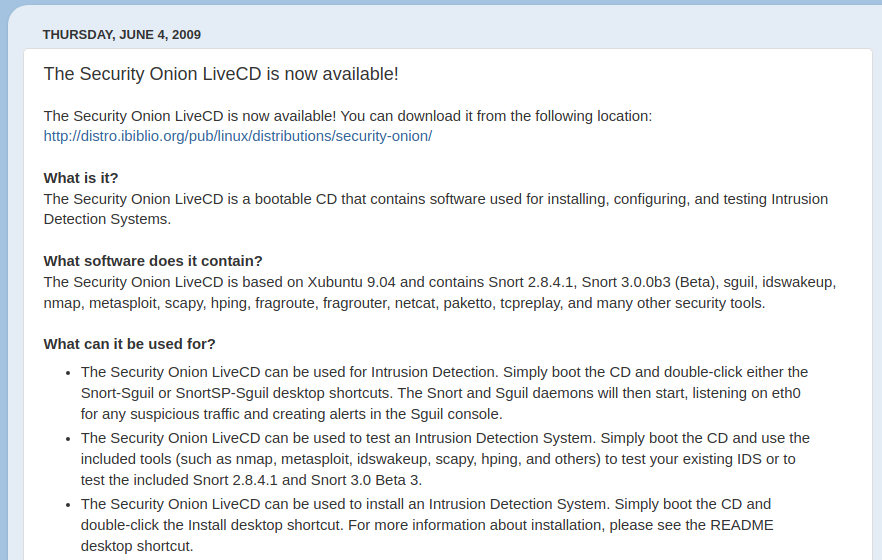 THURSDAY, JUNE 4, 2009
The Security Onion LiveCD is now available!
The Security Onion LiveCD is now available! You can download it from the following location:
http://distro.ibiblio.org/pub/linux/distributions/security-onion/
What is it?
The Security Onion LiveCD is a bootable CD that contains software used for installing, configuring, and testing Intrusion
Detection Systems.
What software does it contain?
The Security Onion LiveCD is based on Xubuntu 9.04 and contains Snort 2.8.4.1, Snort 3.0.0b3 (Beta), sguil, idswakeup,
nmap, metasploit, scapy, hping, fragroute, fragrouter, netcat, paketto, tcpreplay, and many other security tools.
What can it be used for?
• The Security Onion LiveCD can be used for Intrusion Detection. Simply boot the CD and double-click either the
Snort-Sguil or SnortSP-Sguil desktop shortcuts. The Snort and Sguil daemons will then start, listening on eth0
for any suspicious traffic and creating alerts in the Sguil console.
• The Security Onion LiveCD can be used to test an Intrusion Detection System. Simply boot the CD and use the
included tools (such as nmap, metasploit, idswakeup, scapy, hping, and others) to test your existing IDS or to
test the included Snort 2.8.4.1 and Snort 3.0 Beta 3.
• The Security Onion LiveCD can be used to install an Intrusion Detection System. Simply boot the CD and
double-click the Install desktop shortcut. For more information about installation, please see the README
desktop shortcut.